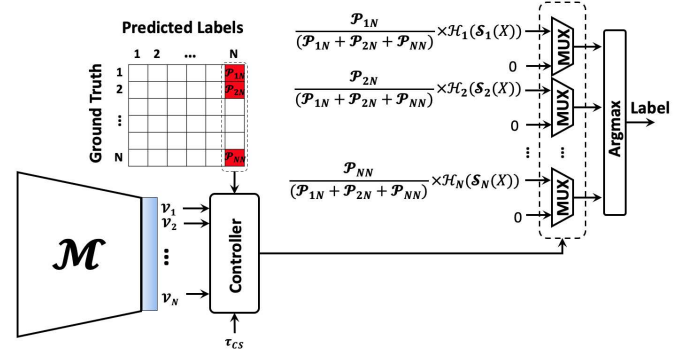 Predicted Labels
1 2 ... N
Ground Truth
1
2
⋮
N
𝒫₁N
𝒫₂N
𝒫NN
ℳ
𝒱₁
𝒱₂
⋮
𝒱N
Controller
τCS
𝒫₁N
(𝒫₁N + 𝒫₂N + 𝒫NN)
×ℋ₁(𝒮₁(X))
0
MUX
𝒫₂N
(𝒫₁N + 𝒫₂N + 𝒫NN)
×ℋ₂(𝒮₂(X))
0
MUX
⋮ ...
𝒫NN
(𝒫₁N + 𝒫₂N + 𝒫NN)
×ℋN(𝒮N(X))
0
MUX
Argmax
Label